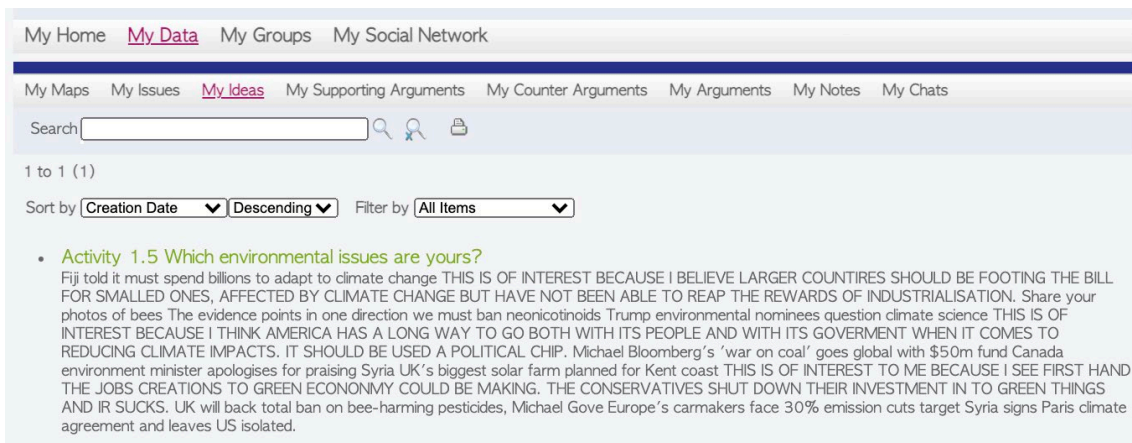 My Home My Data My Groups My Social Network
My Maps My Issues My Ideas My Supporting Arguments My Counter Arguments My Arguments My Notes My Chats
Search
1 to 1 (1)
Sort by Creation Date Descending Filter by All Items
• Activity 1.5 Which environmental issues are yours?
Fiji told it must spend billions to adapt to climate change THIS IS OF INTEREST BECAUSE I BELIEVE LARGER COUNTIRES SHOULD BE FOOTING THE BILL
FOR SMALLED ONES, AFFECTED BY CLIMATE CHANGE BUT HAVE NOT BEEN ABLE TO REAP THE REWARDS OF INDUSTRIALISATION. Share your
photos of bees The evidence points in one direction we must ban neonicotinoids Trump environmental nominees question climate science THIS IS OF
INTEREST BECAUSE I THINK AMERICA HAS A LONG WAY TO GO BOTH WITH ITS PEOPLE AND WITH ITS GOVERMENT WHEN IT COMES TO
REDUCING CLIMATE IMPACTS. IT SHOULD BE USED A POLITICAL CHIP. Michael Bloomberg's 'war on coal' goes global with $50m fund Canada
environment minister apologises for praising Syria UK's biggest solar farm planned for Kent coast THIS IS OF INTEREST TO ME BECAUSE I SEE FIRST HAND
THE JOBS CREATIONS TO GREEN ECONONMY COULD BE MAKING. THE CONSERVATIVES SHUT DOWN THEIR INVESTMENT IN TO GREEN THINGS
AND IR SUCKS. UK will back total ban on bee-harming pesticides, Michael Gove Europe's carmakers face 30% emission cuts target Syria signs Paris climate
agreement and leaves US isolated.